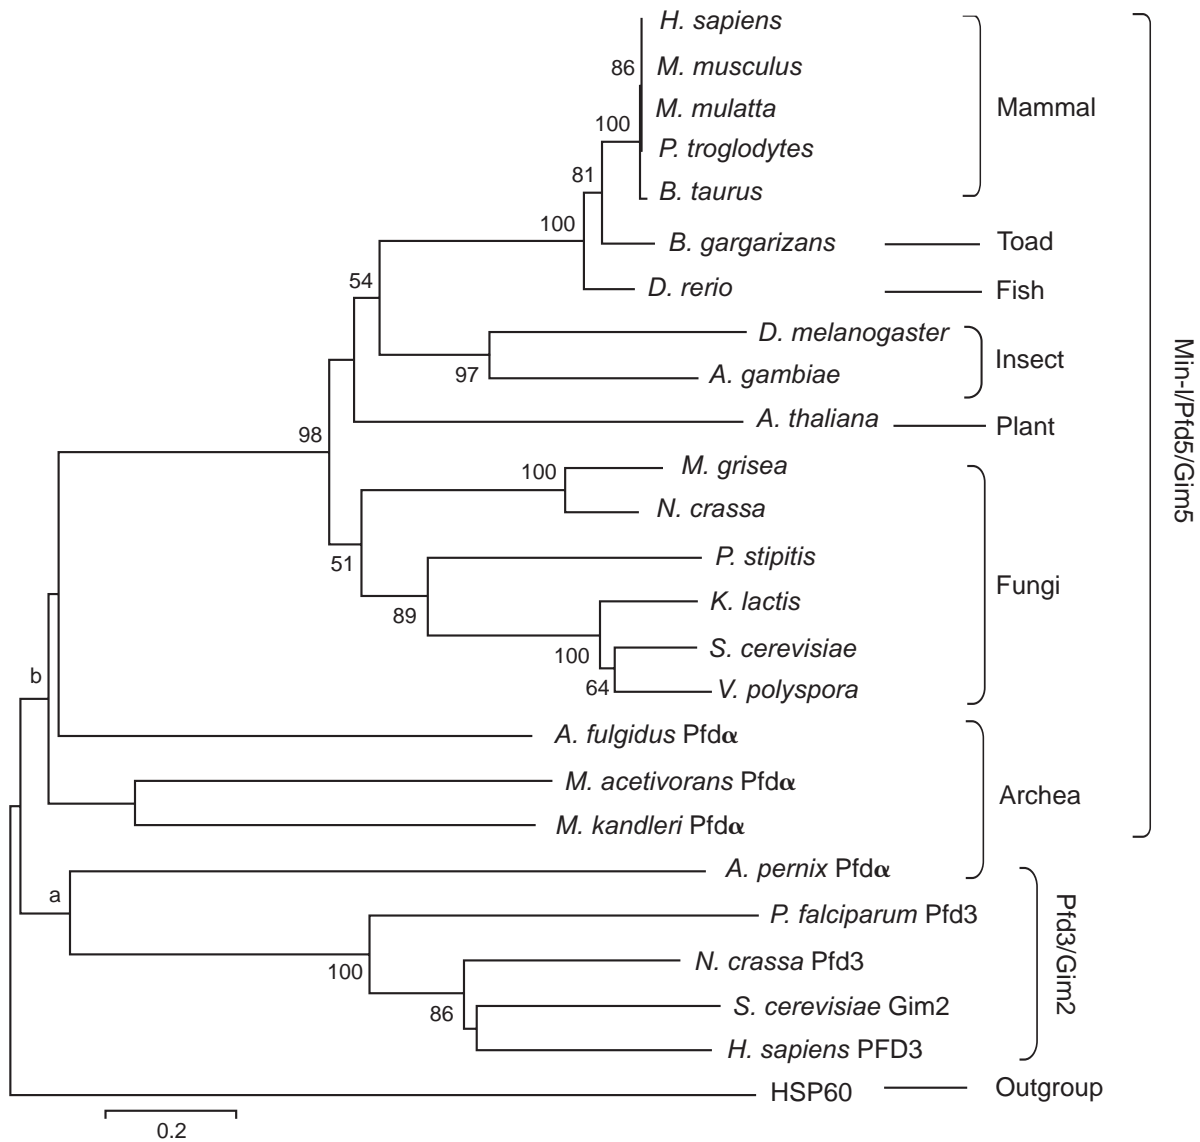 H. sapiens
86
M. musculus
M. mulatta
Mammal
100
P. troglodytes
81
B. taurus
100
B. gargarizans
Toad
54
D. rerio
Fish
D. melanogaster
Insect
97
A. gambiae
A. thaliana
Plant
98
M. grisea
100
N. crassa
Min-I/Pfd5/Gim5
51
P. stipitis
Fungi
89
K. lactis
100
S. cerevisiae
64
V. polyspora
b
A. fulgidus Pfdα
M. acetivorans Pfdα
Archea
M. kandleri Pfdα
a
A. pernix Pfdα
P. falciparum Pfd3
100
N. crassa Pfd3
Pfd3/Gim2
86
S. cerevisiae Gim2
H. sapiens PFD3
HSP60
Outgroup
0.2